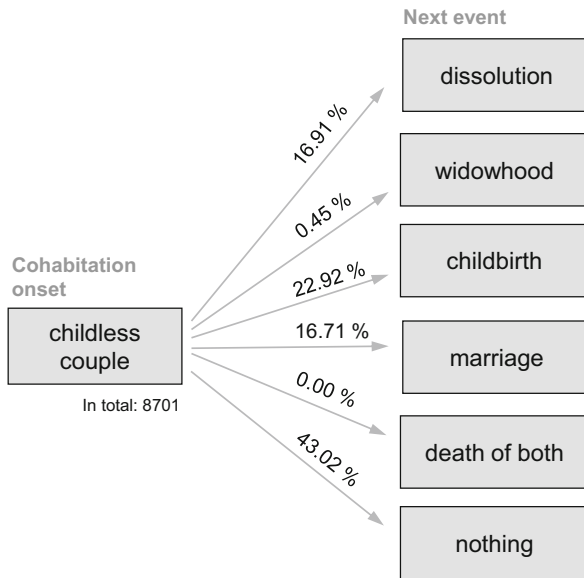 Next event
dissolution
16.91 %
widowhood
0.45 %
childbirth
22.92 %
Cohabitation
onset
childless
couple
In total: 8701
16.71 %
marriage
0.00 %
death of both
43.02 %
nothing